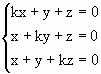 kx + y + z = 0
x + ky + z = 0
x + y + kz = 0